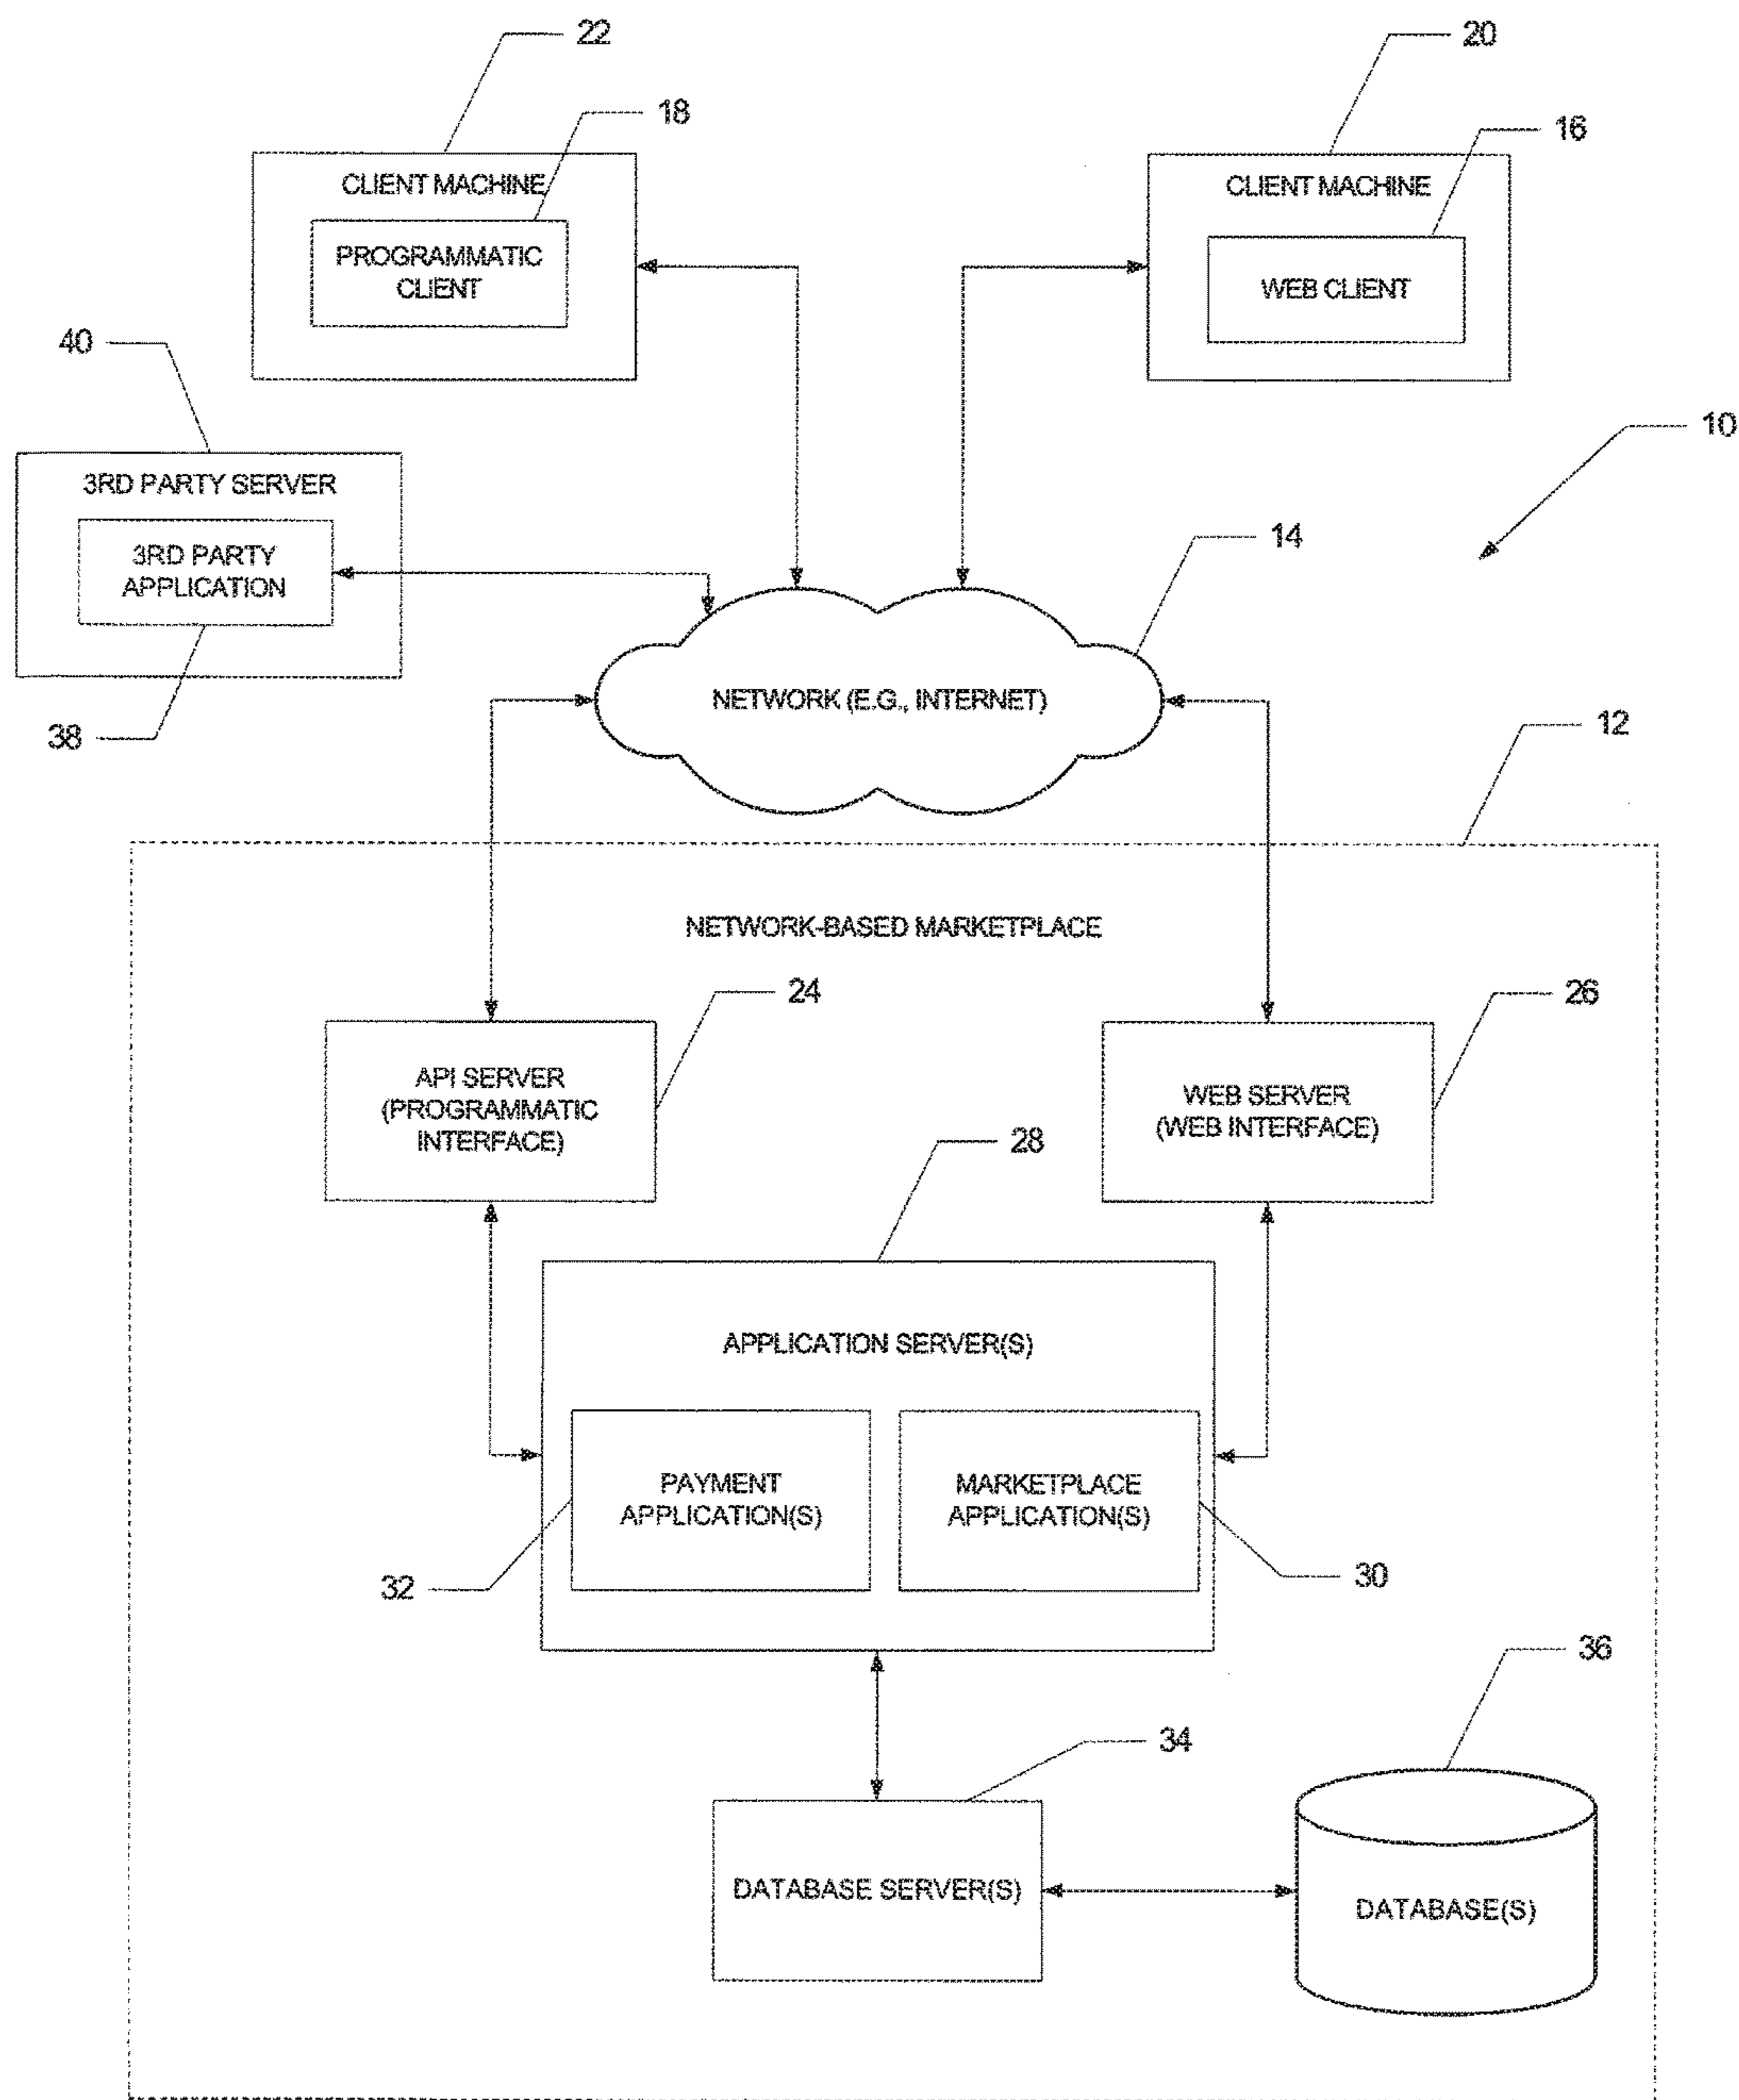 22
20
18
16
CLIENT MACHINE
CLIENT MACHINE
PROGRAMMATIC
CLIENT
WEB CLIENT
40
10
3RD PARTY SERVER
14
3RD PARTY
APPLICATION
NETWORK (E.G., INTERNET)
38
12
NETWORK-BASED MARKETPLACE
24
26
API SERVER
(PROGRAMMATIC
INTERFACE)
WEB SERVER
(WEB INTERFACE)
28
APPLICATION SERVER(S)
PAYMENT
APPLICATION(S)
MARKETPLACE
APPLICATION(S)
32
30
36
34
DATABASE SERVER(S)
DATABASE(S)